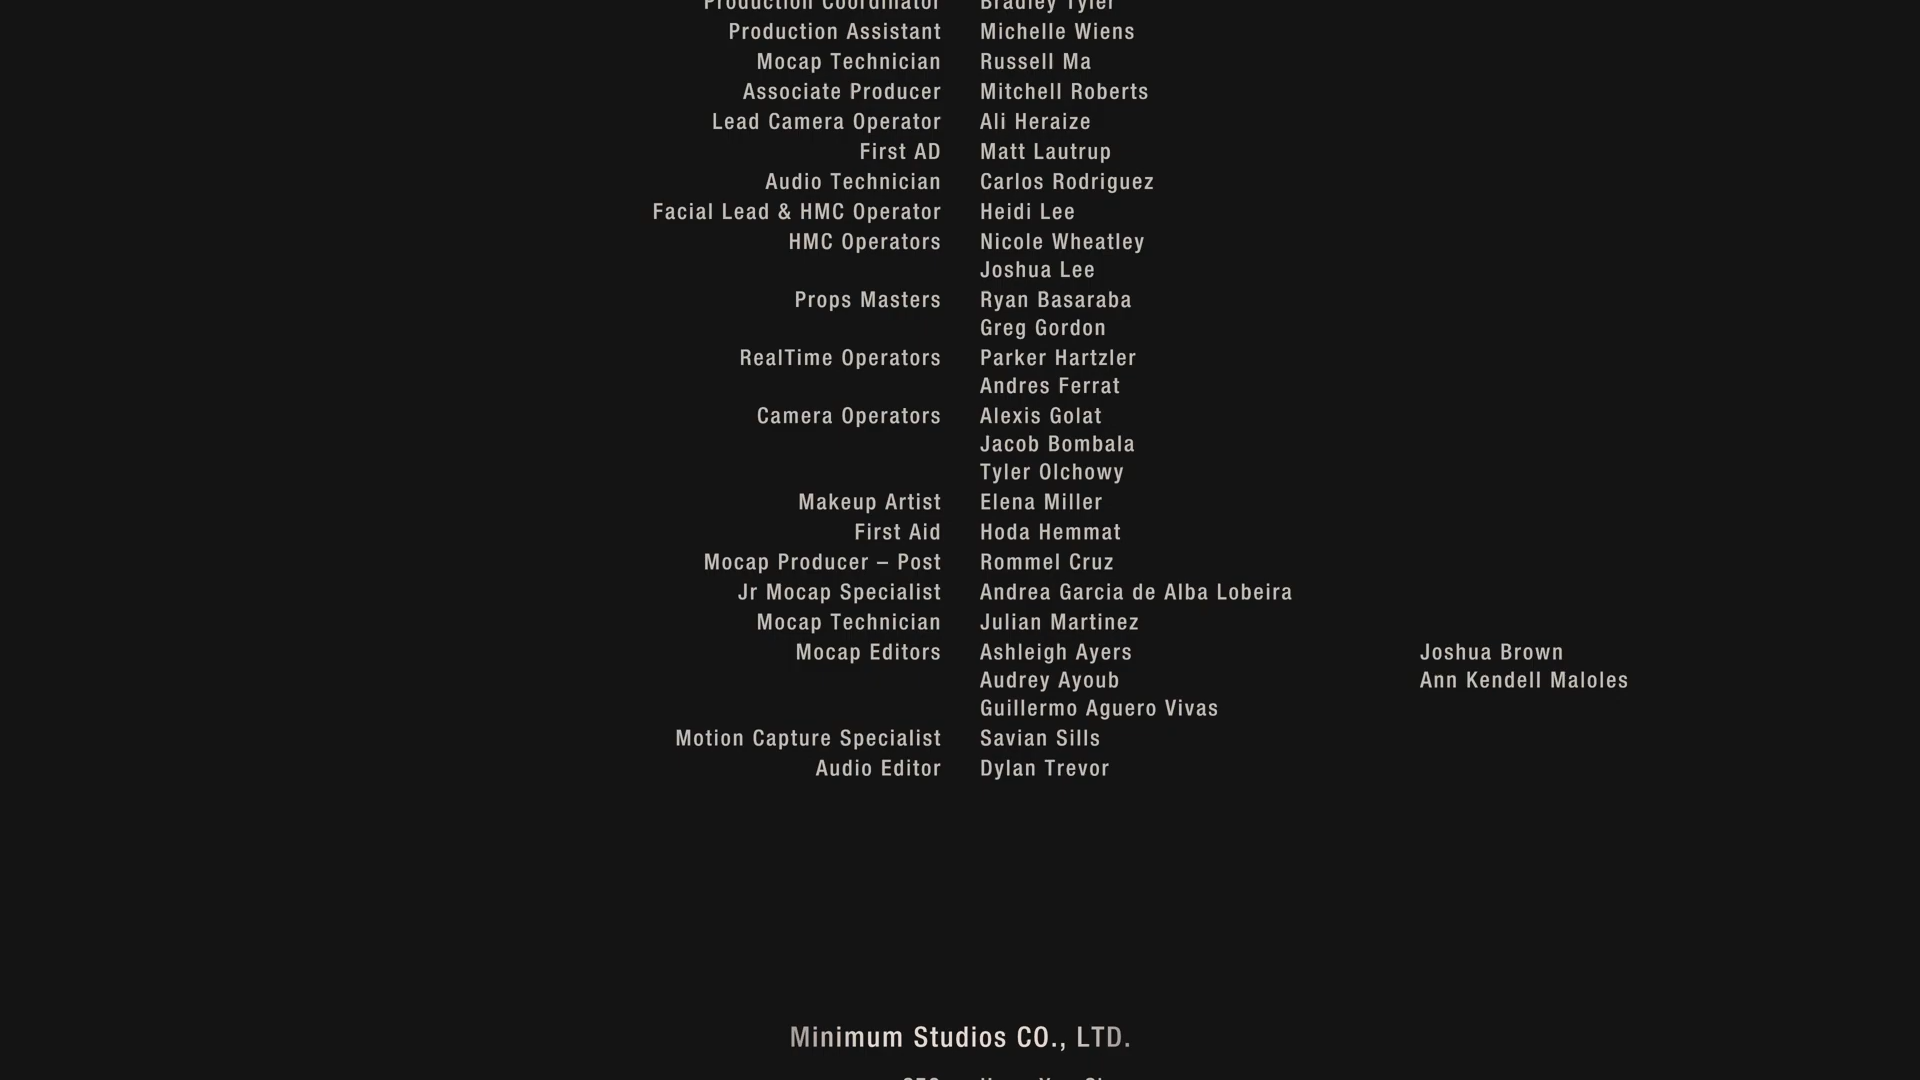 Production Coordinator Bradley Tyler
Production Assistant Michelle Wiens
Mocap Technician Russell Ma
Associate Producer Mitchell Roberts
Lead Camera Operator Ali Heraize
First AD Matt Lautrup
Audio Technician Carlos Rodriguez
Facial Lead & HMC Operator Heidi Lee
HMC Operators Nicole Wheatley
Joshua Lee
Props Masters Ryan Basaraba
Greg Gordon
RealTime Operators Parker Hartzler
Andres Ferrat
Camera Operators Alexis Golat
Jacob Bombala
Tyler Olchowy
Makeup Artist Elena Miller
First Aid Hoda Hemmat
Mocap Producer – Post Rommel Cruz
Jr Mocap Specialist Andrea Garcia de Alba Lobeira
Mocap Technician Julian Martinez
Mocap Editors Ashleigh Ayers Joshua Brown
Audrey Ayoub Ann Kendell Maloles
Guillermo Aguero Vivas
Motion Capture Specialist Savian Sills
Audio Editor Dylan Trevor
Minimum Studios CO., LTD.